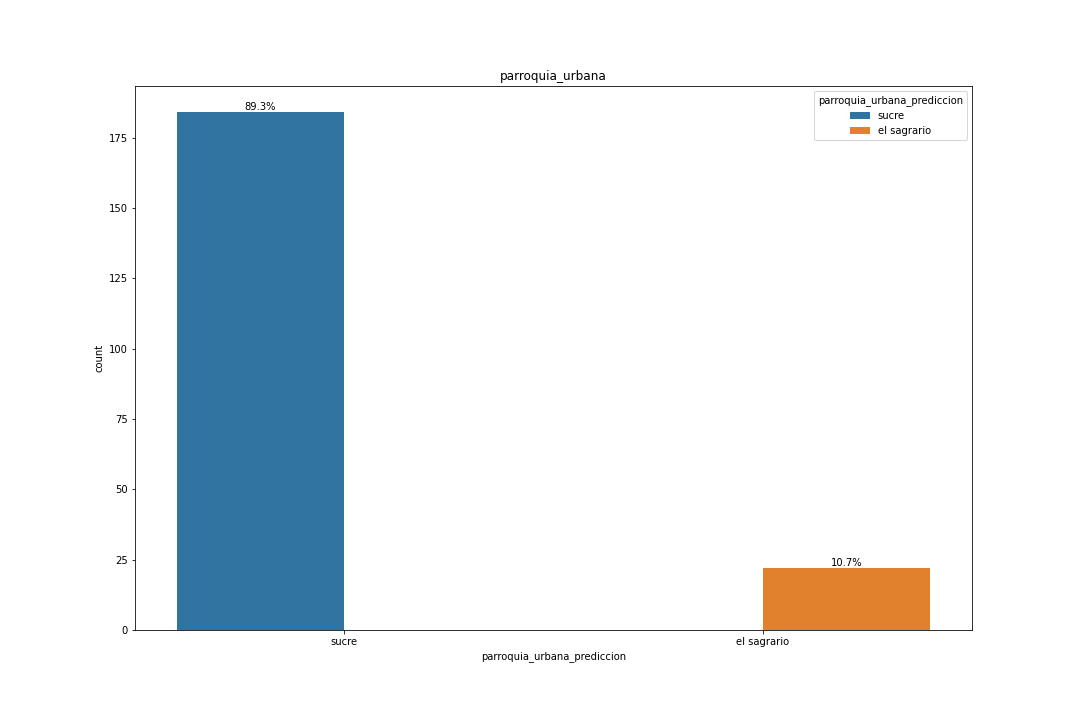 parroquia_urbana
89.3%
parroquia_urbana_prediccion
sucre
el sagrario
175
150
125
100
75
50
25
0
count
10.7%
sucre
el sagrario
parroquia_urbana_prediccion